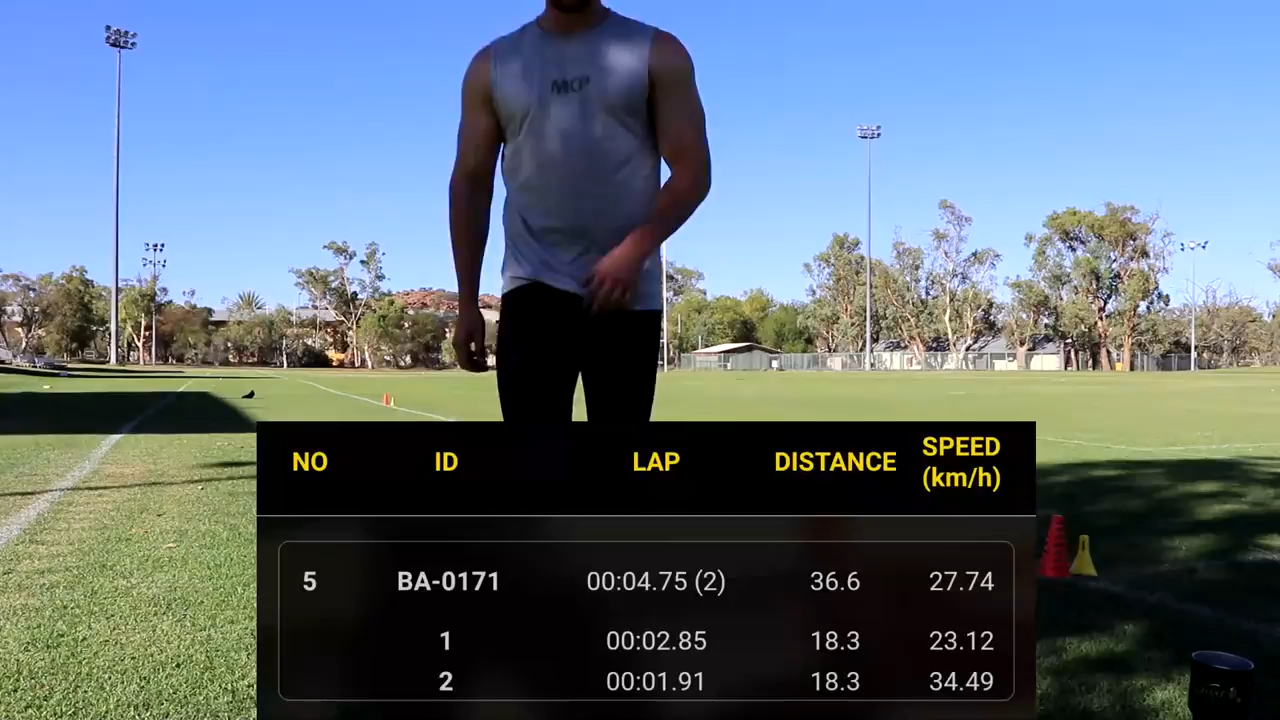 MCP
NO ID LAP DISTANCE SPEED (km/h)
5 BA-0171 00:04.75 (2) 36.6 27.74
1 00:02.85 18.3 23.12
2 00:01.91 18.3 34.49